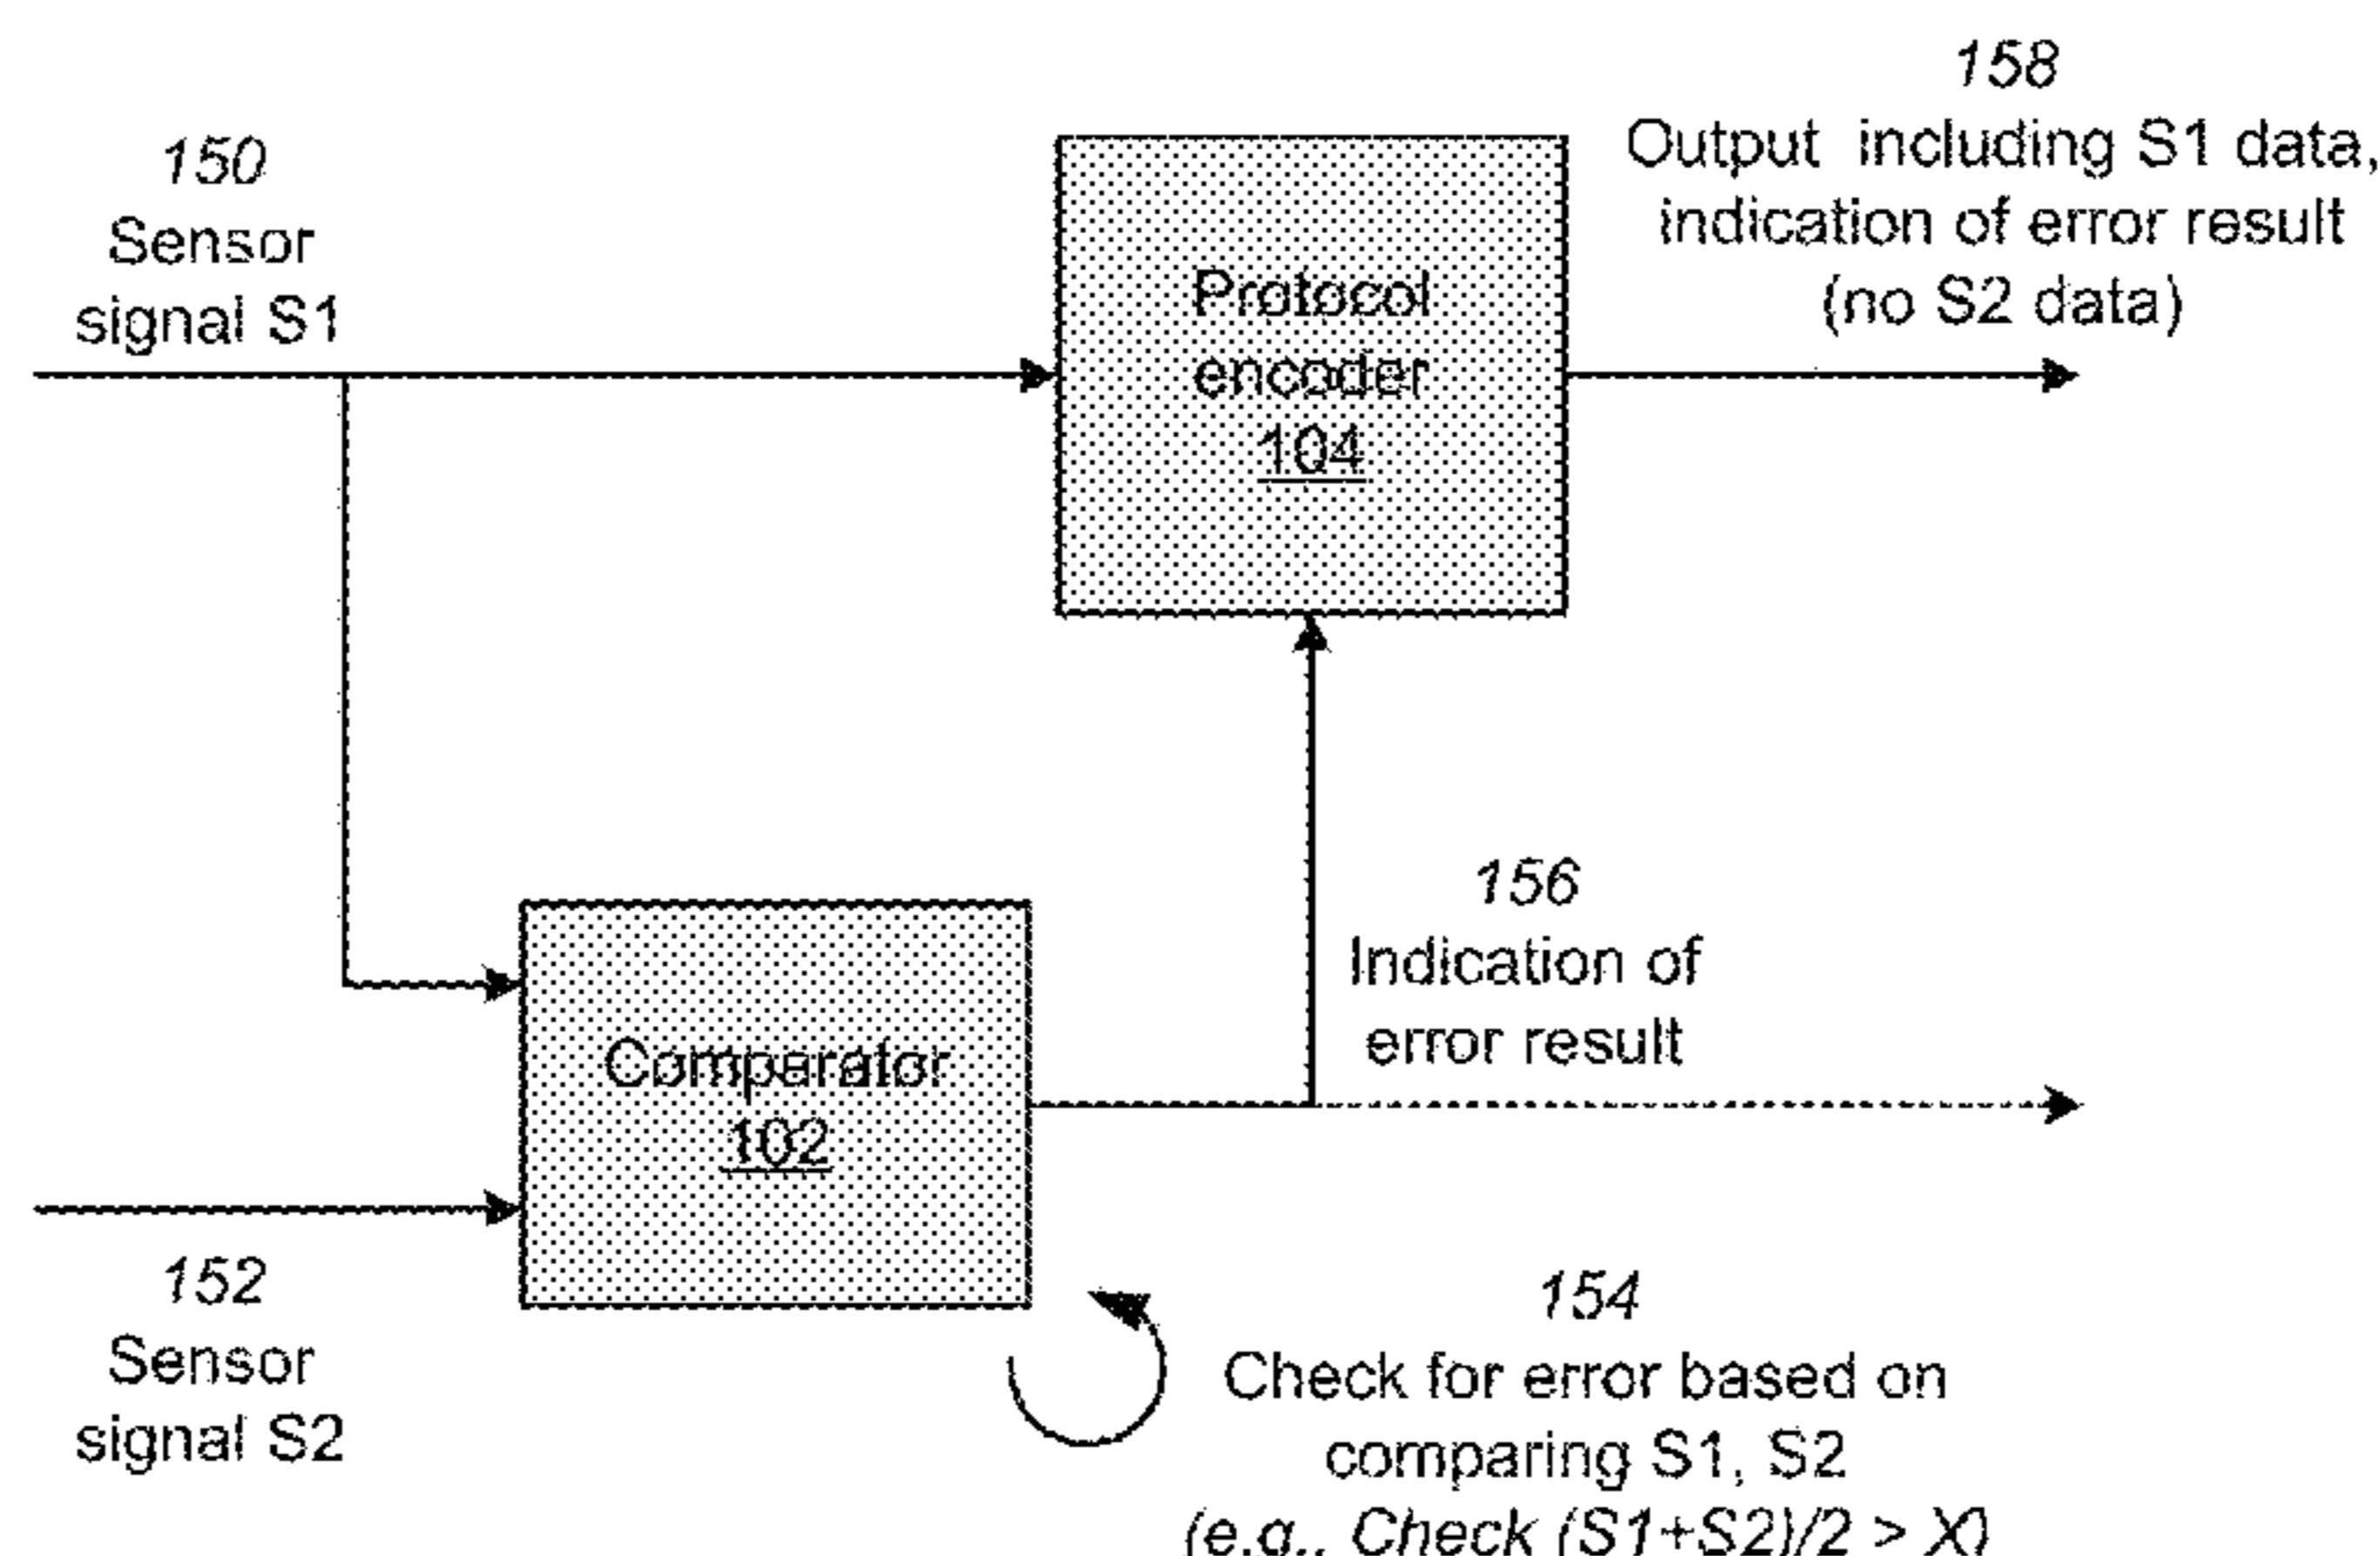 158
Output including S1 data,
indication of error result
(no S2 data)
150
Sensor
signal S1
Protocol
encoder
104
156
Indication of
error result
Comparator
102
152
Sensor
signal S2
154
Check for error based on
comparing S1, S2
(e.g., Check (S1+S2)/2 > X)